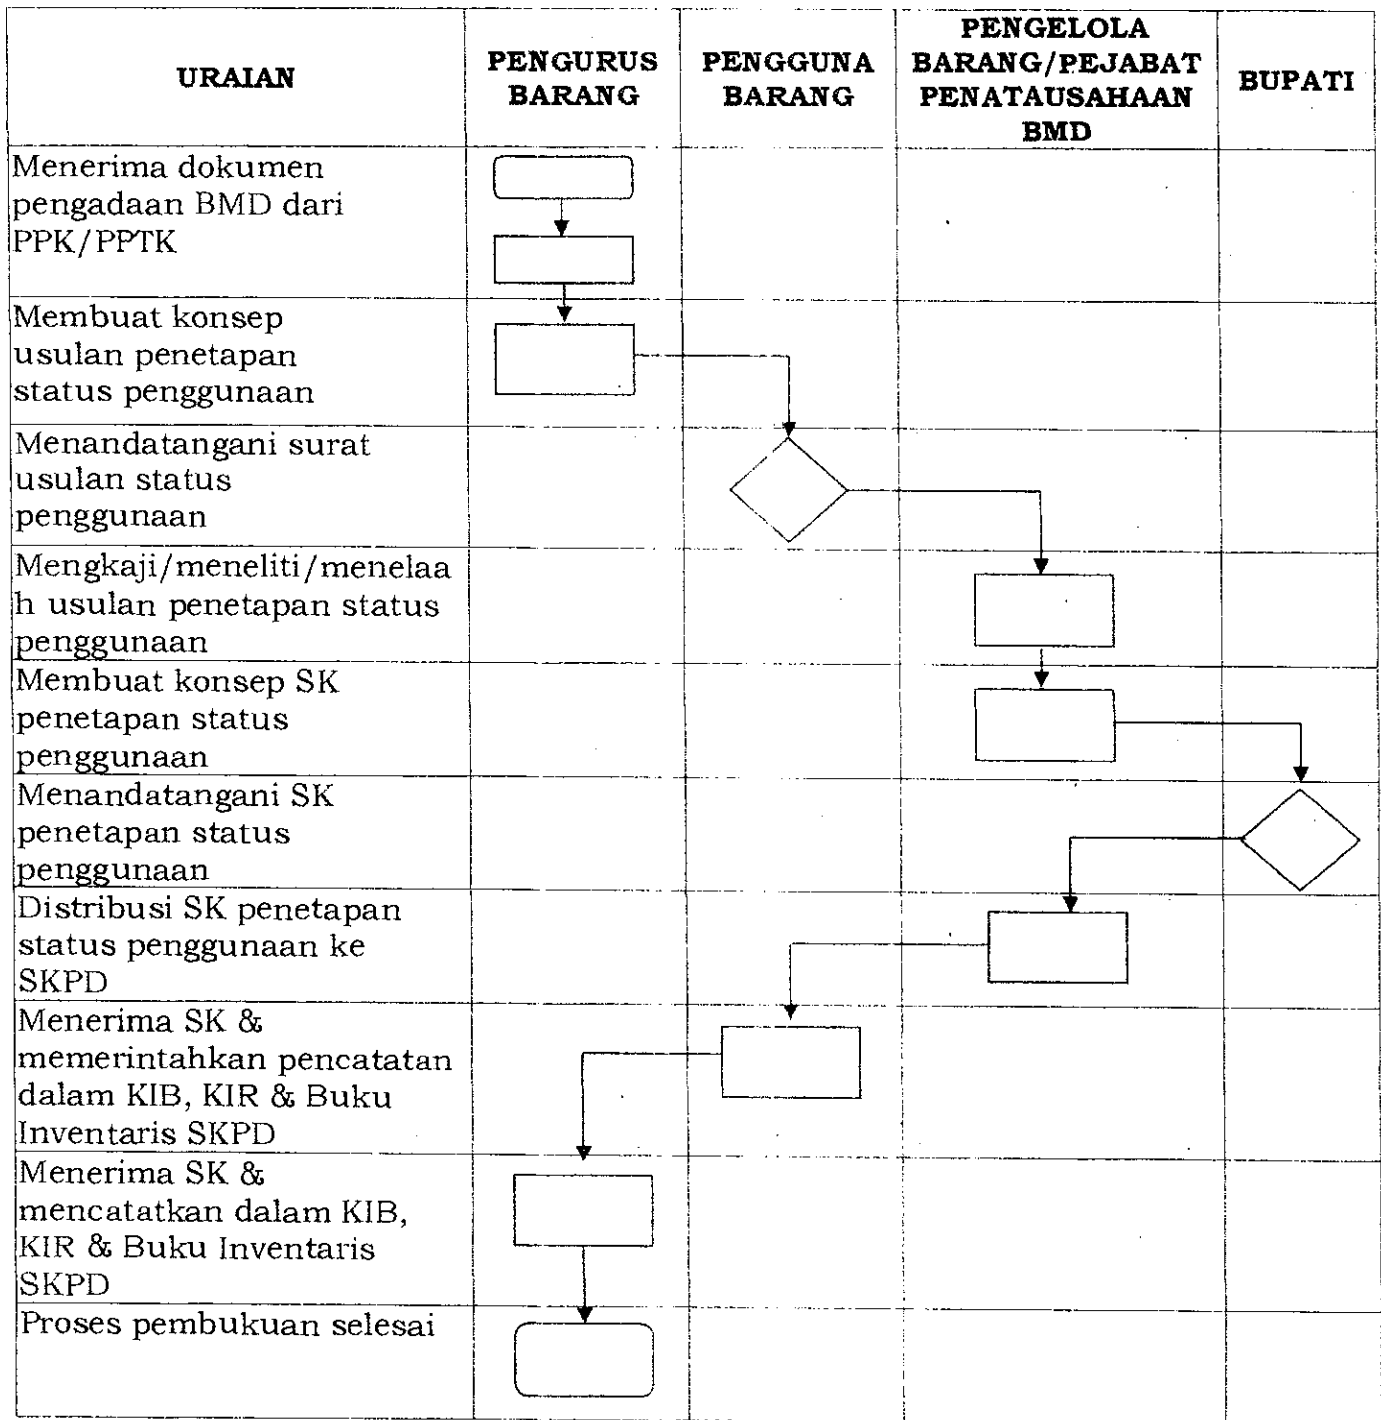 URAIAN
PENGURUS
BARANG
PENGGUNA
BARANG
PENGELOLA
BARANG/PEJABAT
PENATAUSAHAAN
BMD
BUPATI
Menerima dokumen
pengadaan BMD dari
PPK/PPTK
Membuat konsep
usulan penetapan
status penggunaan
Menandatangani surat
usulan status
penggunaan
Mengkaji/meneliti/menelaa
h usulan penetapan status
penggunaan
Membuat konsep SK
penetapan status
penggunaan
Menandatangani SK
penetapan status
penggunaan
Distribusi SK penetapan
status penggunaan ke
SKPD
Menerima SK &
memerintahkan pencatatan
dalam KIB, KIR & Buku
Inventaris SKPD
Menerima SK &
mencatatkan dalam KIB,
KIR & Buku Inventaris
SKPD
Proses pembukuan selesai